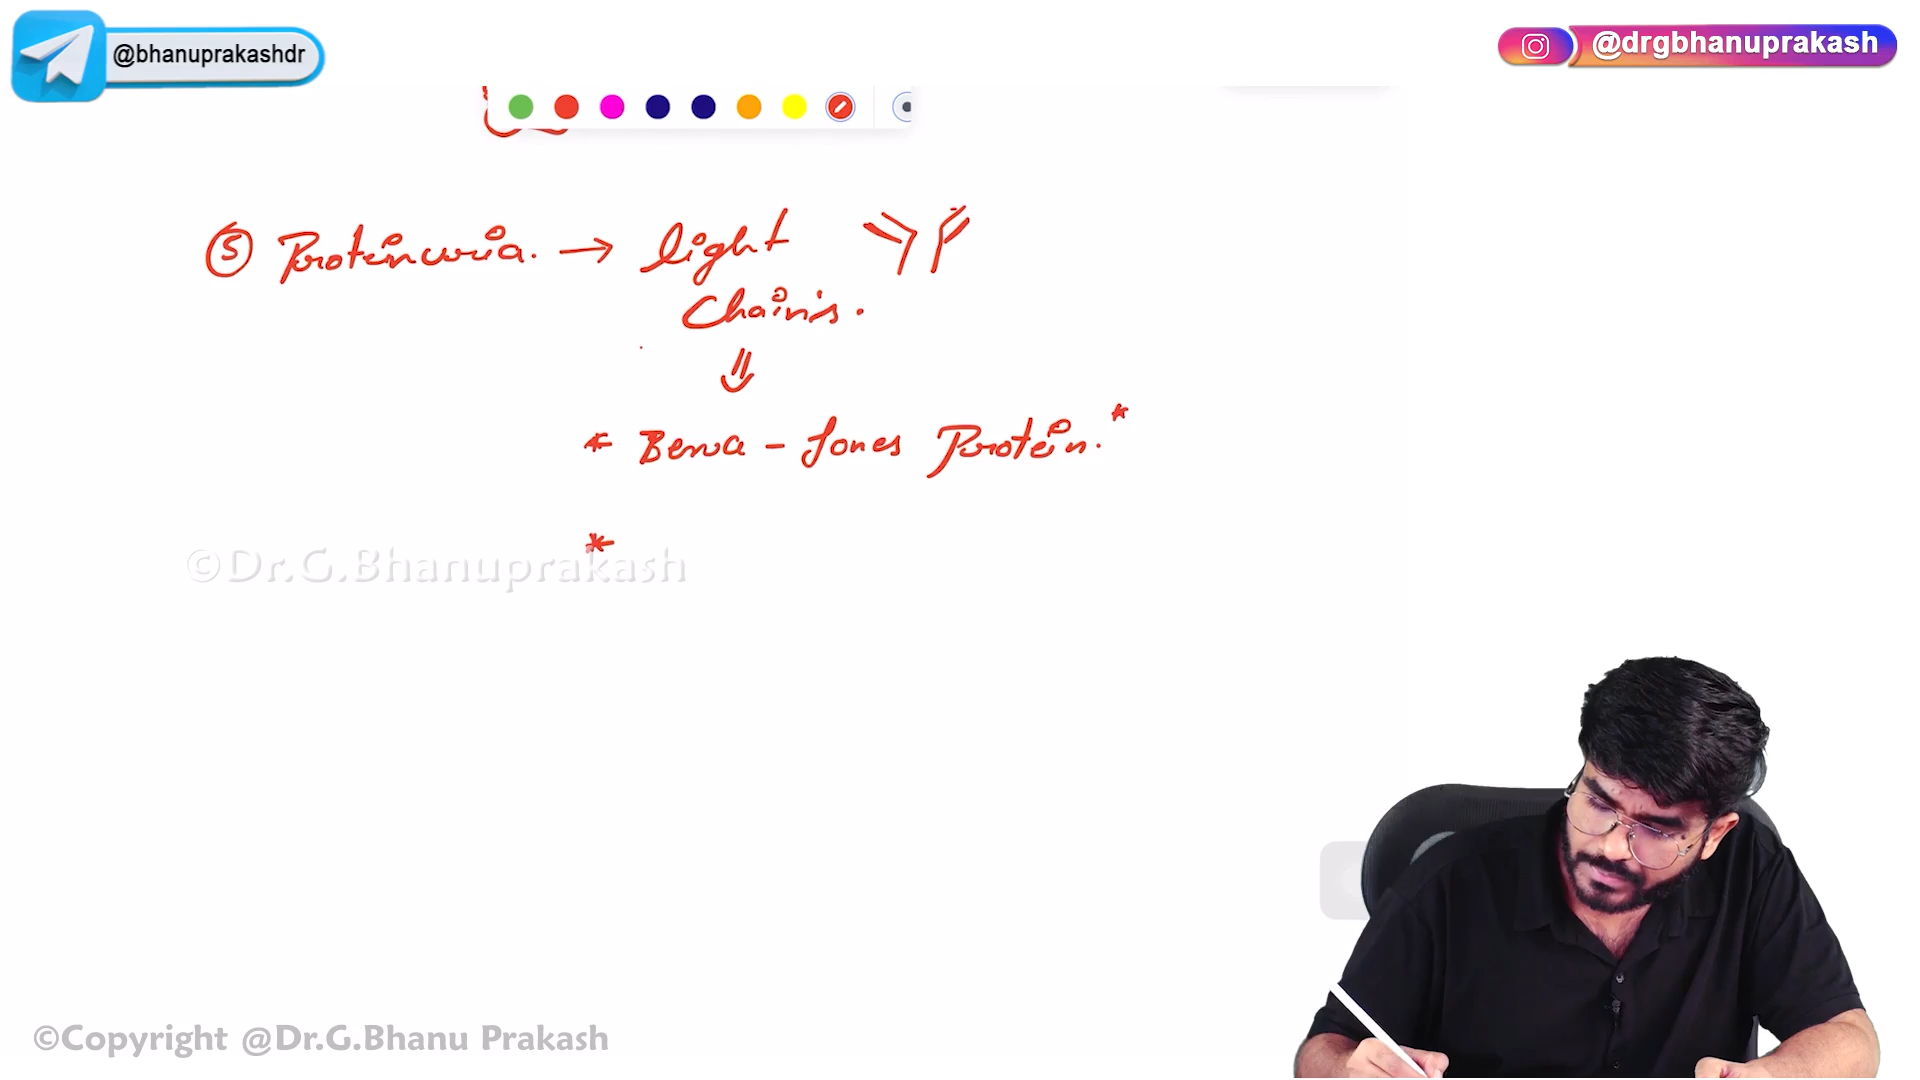 @bhanuprakashdr
@drgbhanuprakash
⑤ Proteinuria. → light
Chains.
* Bence - Jones Protein. *
*
©Dr.G.Bhanuprakash
©Copyright @Dr.G.Bhanu Prakash